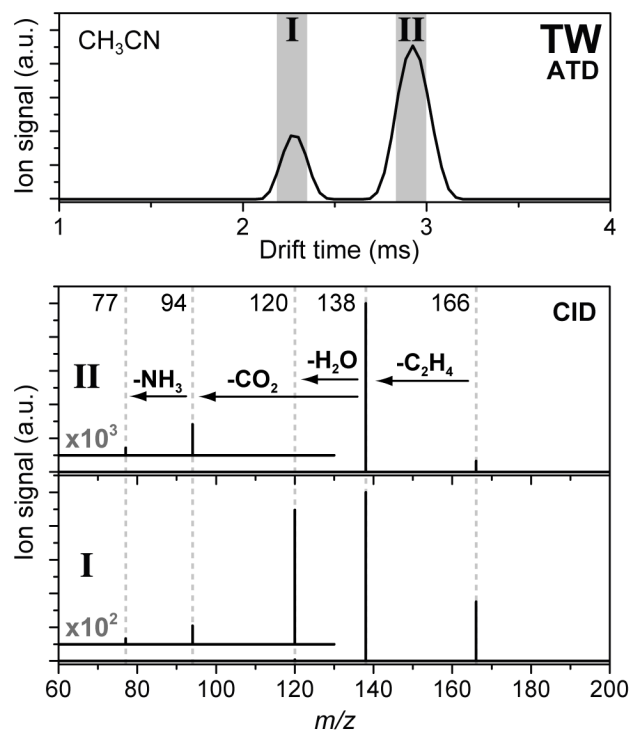 CH₃CN I II TW
ATD
Ion signal (a.u.)
1 2 3 4
Drift time (ms)
77 94 120 138 166 CID
-H₂O -C₂H₄
II -NH₃ -CO₂
x10³
Ion signal (a.u.)
I
x10²
60 80 100 120 140 160 180 200
m/z